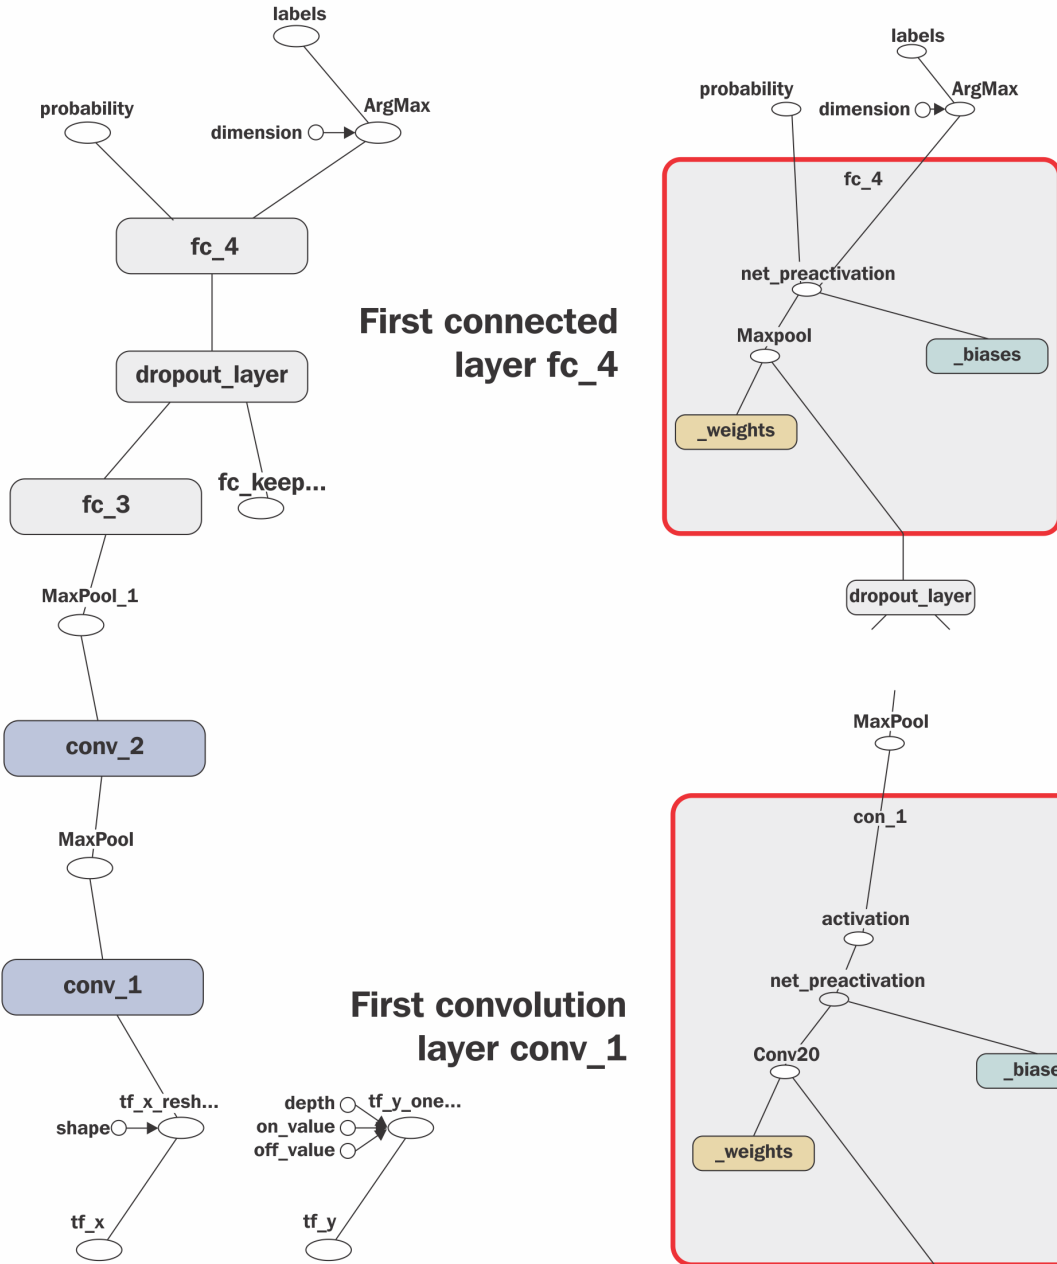 labels
probability
ArgMax
dimension
fc_4
dropout_layer
fc_keep...
fc_3
MaxPool_1
conv_2
MaxPool
conv_1
tf_x_resh...
shape
tf_x
depth
tf_y_one...
on_value
off_value
tf_y
First connected
layer fc_4
labels
probability
ArgMax
dimension
fc_4
net_preactivation
Maxpool
_biases
_weights
dropout_layer
First convolution
layer conv_1
MaxPool
con_1
activation
net_preactivation
Conv20
_biase
_weights